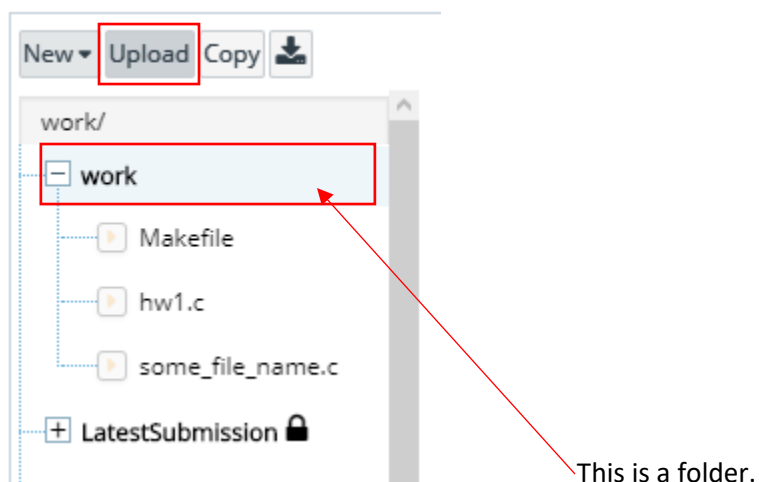 New Upload Copy
work/
work
Makefile
hw1.c
some_file_name.c
LatestSubmission
This is a folder.